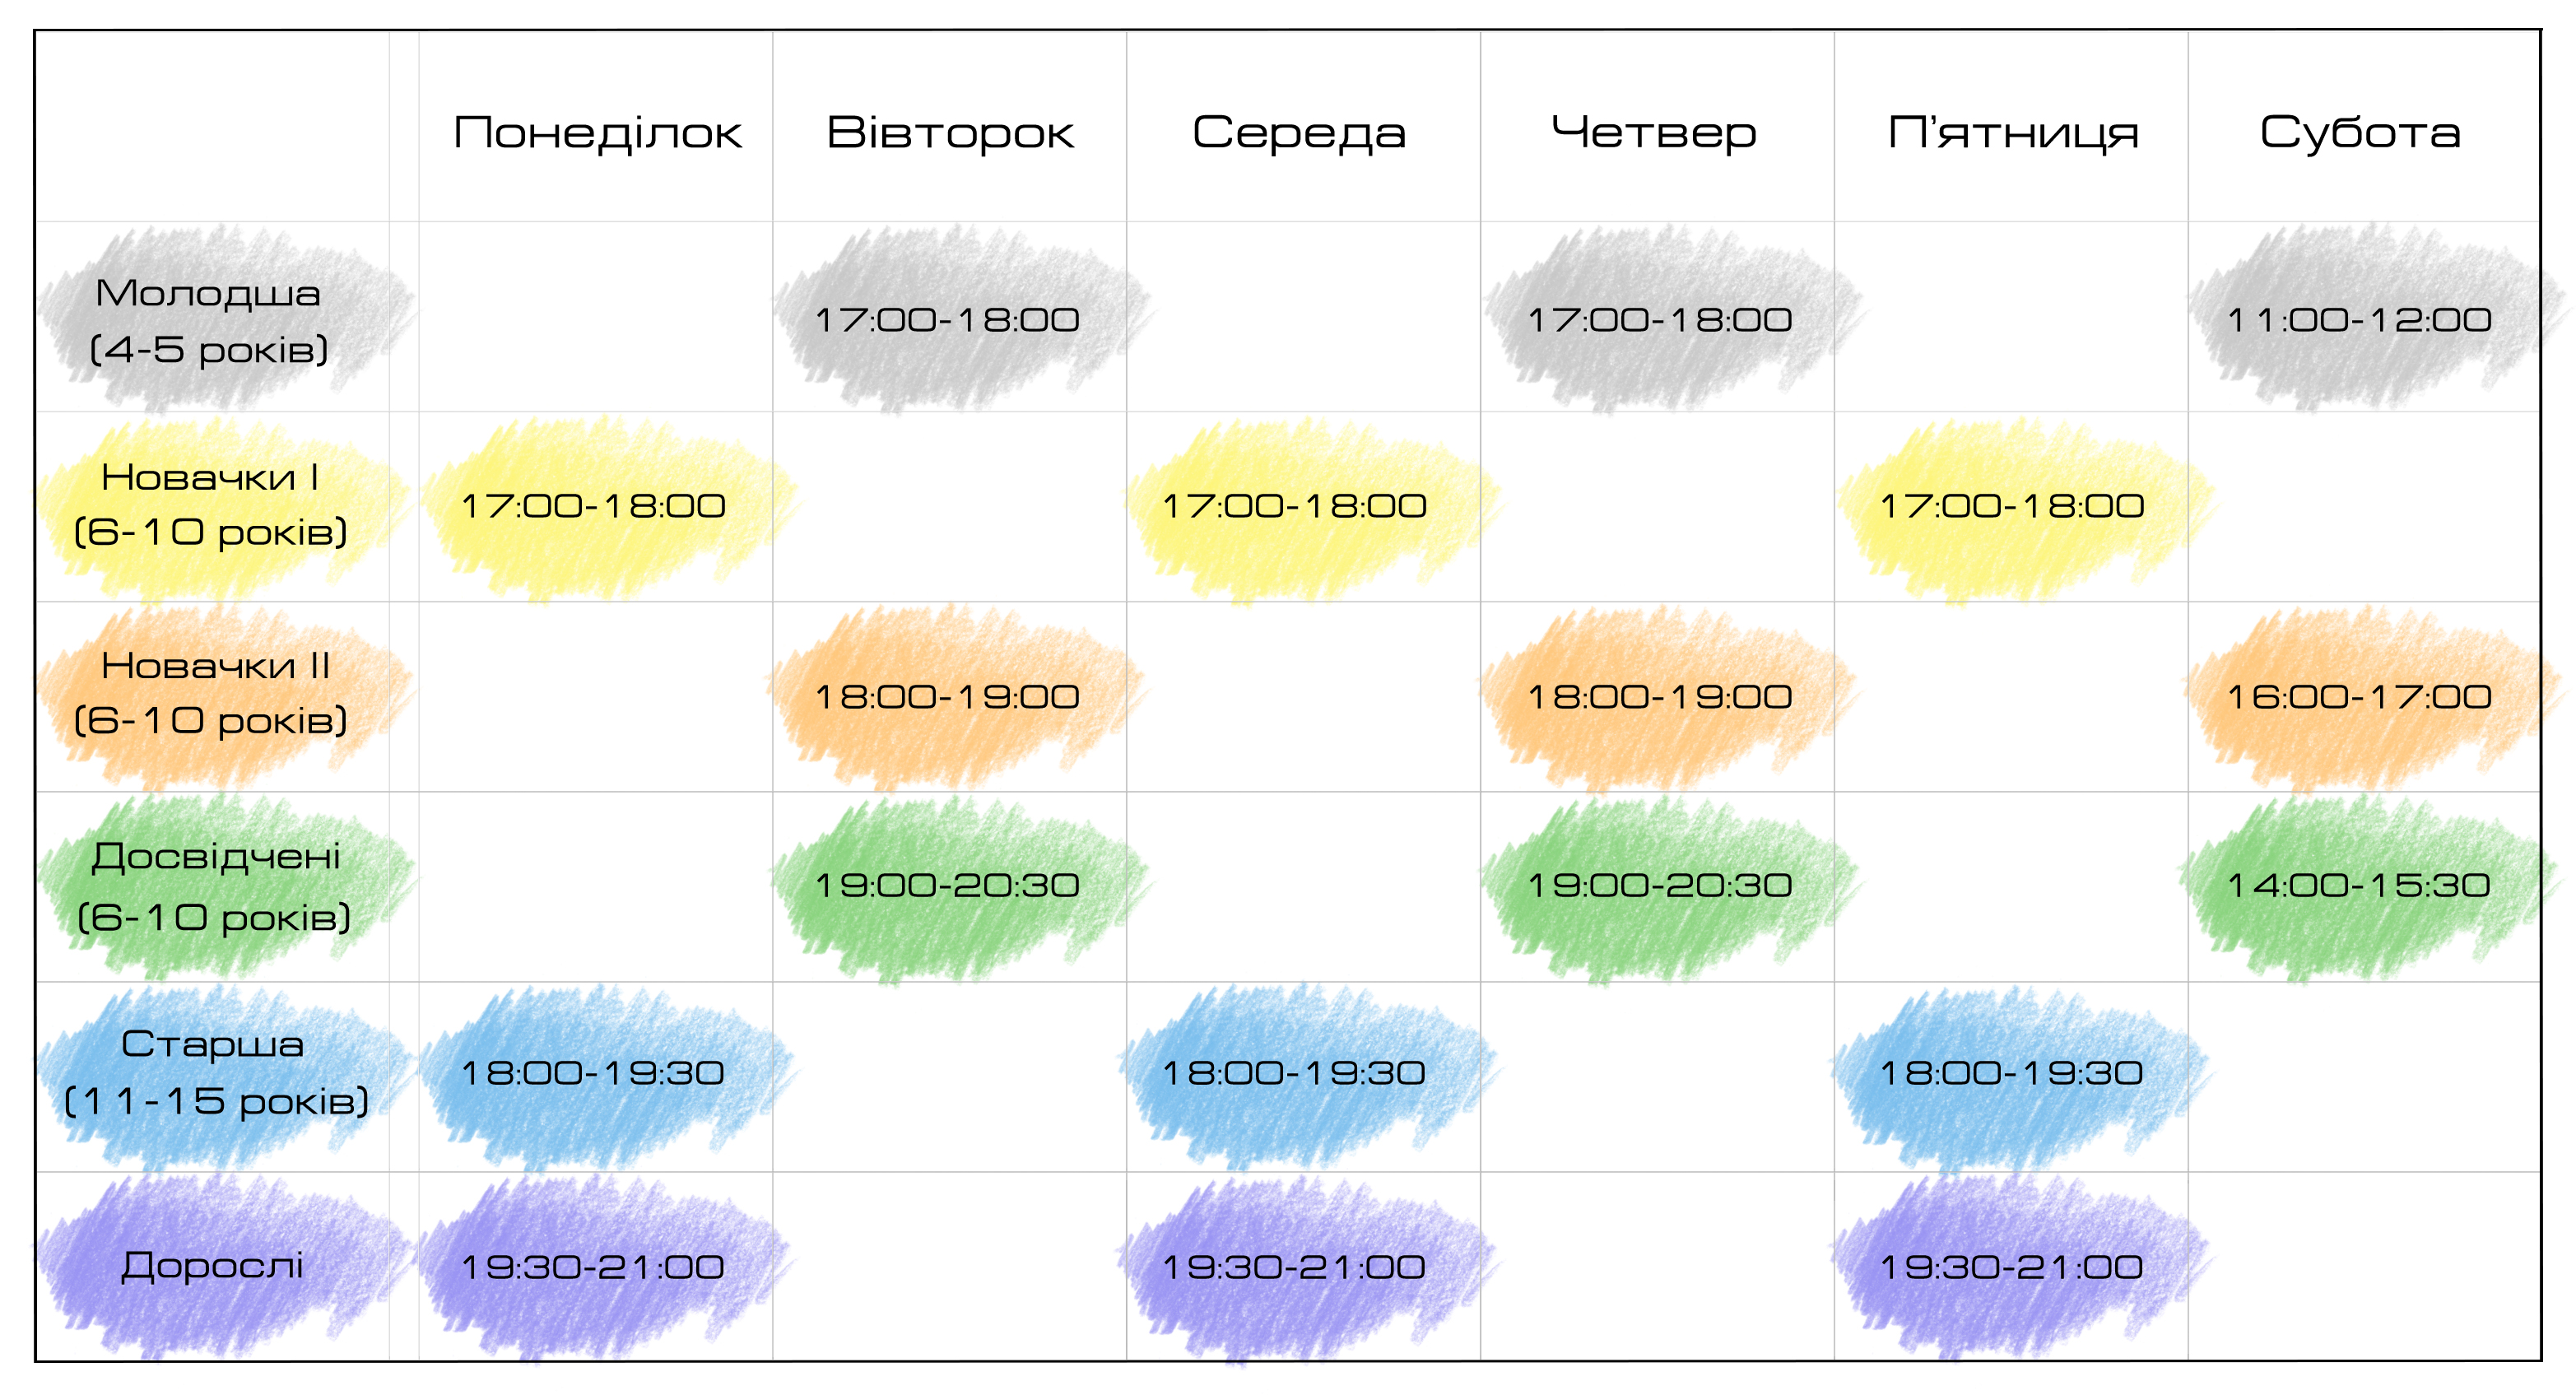 Понеділок Вівторок Середа Четвер П'ятниця Субота
Молодша
(4-5 років)
17:00-18:00 17:00-18:00 11:00-12:00
Новачки I
(6-10 років)
17:00-18:00 17:00-18:00 17:00-18:00
Новачки II
(6-10 років)
18:00-19:00 18:00-19:00 16:00-17:00
Досвідчені
(6-10 років)
19:00-20:30 19:00-20:30 14:00-15:30
Старша
(11-15 років)
18:00-19:30 18:00-19:30 18:00-19:30
Дорослі
19:30-21:00 19:30-21:00 19:30-21:00